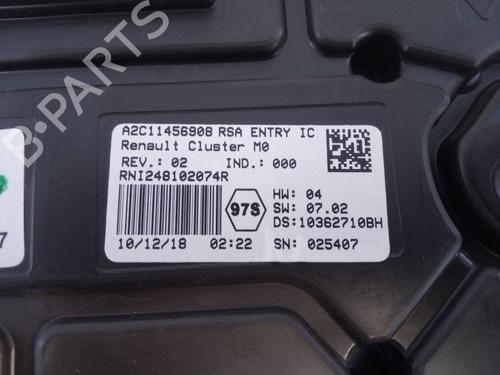 A2C11456908 RSA ENTRY IC
Renault Cluster M0
REV.: 02 IND.: 000
RNI248102074R
97S
HW: 04
SW: 07.02
DS:10362710BH
10/12/18 02:22 SN: 025407
7
B-PARTS